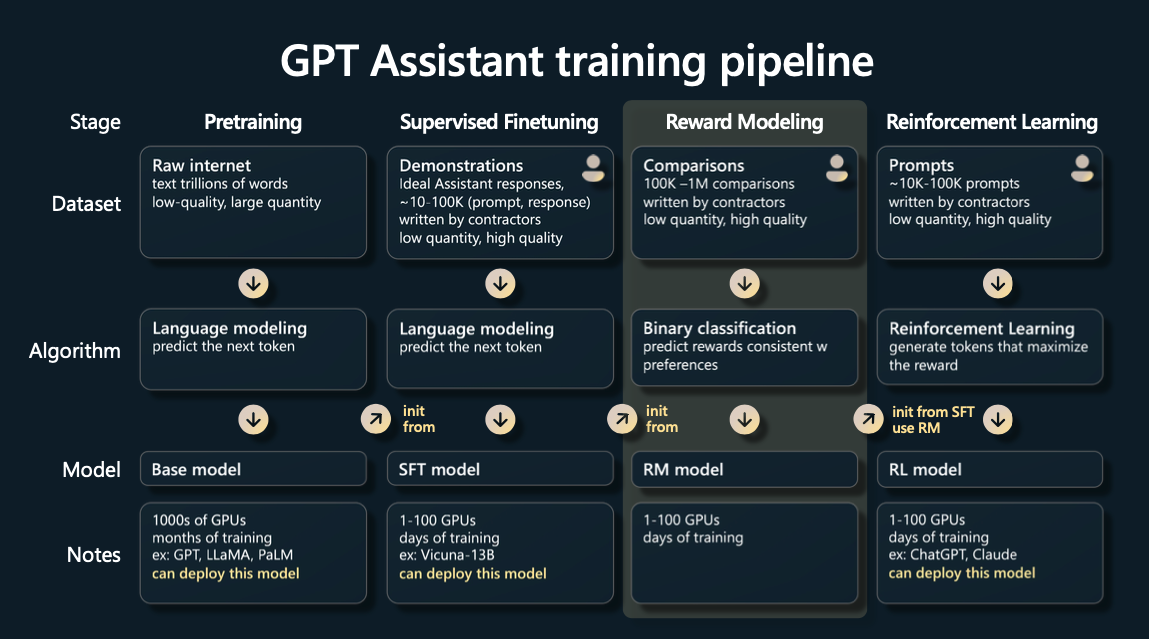 GPT Assistant training pipeline
Stage
Pretraining
Supervised Finetuning
Reward Modeling
Reinforcement Learning
Dataset
Raw internet
text trillions of words
low-quality, large quantity
Demonstrations
Ideal Assistant responses,
~10-100K (prompt, response)
written by contractors
low quantity, high quality
Comparisons
100K –1M comparisons
written by contractors
low quantity, high quality
Prompts
~10K-100K prompts
written by contractors
low quantity, high quality
Algorithm
Language modeling
predict the next token
Language modeling
predict the next token
Binary classification
predict rewards consistent w
preferences
Reinforcement Learning
generate tokens that maximize
the reward
init
from
init
from
init from SFT
use RM
Model
Base model
SFT model
RM model
RL model
Notes
1000s of GPUs
months of training
ex: GPT, LLaMA, PaLM
can deploy this model
1-100 GPUs
days of training
ex: Vicuna-13B
can deploy this model
1-100 GPUs
days of training
1-100 GPUs
days of training
ex: ChatGPT, Claude
can deploy this model